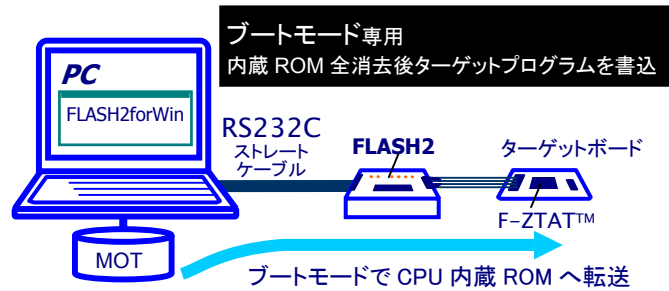 ブートモード専用
内蔵 ROM 全消去後ターゲットプログラムを書込
PC
FLASH2forWin
RS232C
ストレート
ケーブル
FLASH2
ターゲットボード
F-ZTAT™
MOT
ブートモードで CPU 内蔵 ROM へ転送